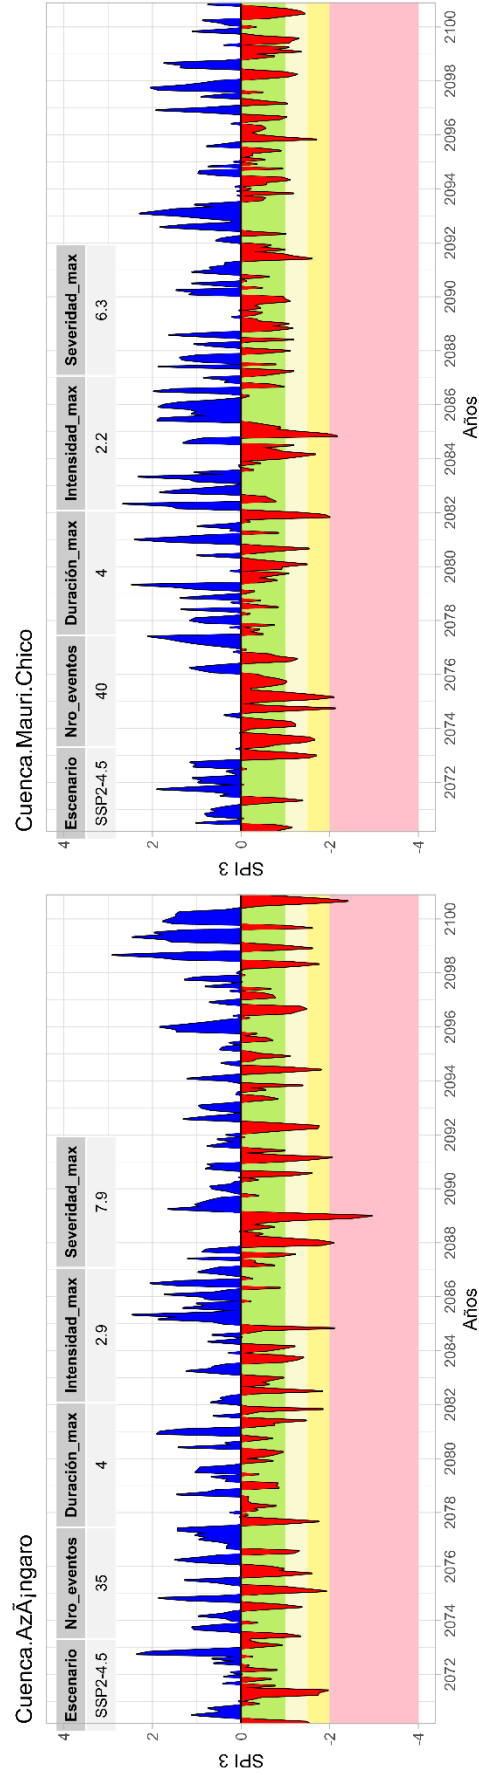 Cuenca.AzÃ¡ngaro
Escenario Nro_eventos Duración_max Intensidad_max Severidad_max
SSP2-4.5 35 4 2.9 7.9
SPI 3
4
2
0
-2
-4
2072 2074 2076 2078 2080 2082 2084 2086 2088 2090 2092 2094 2096 2098 2100
Años
Cuenca.Mauri.Chico
Escenario Nro_eventos Duración_max Intensidad_max Severidad_max
SSP2-4.5 40 4 2.2 6.3
SPI 3
4
2
0
-2
-4
2072 2074 2076 2078 2080 2082 2084 2086 2088 2090 2092 2094 2096 2098 2100
Años